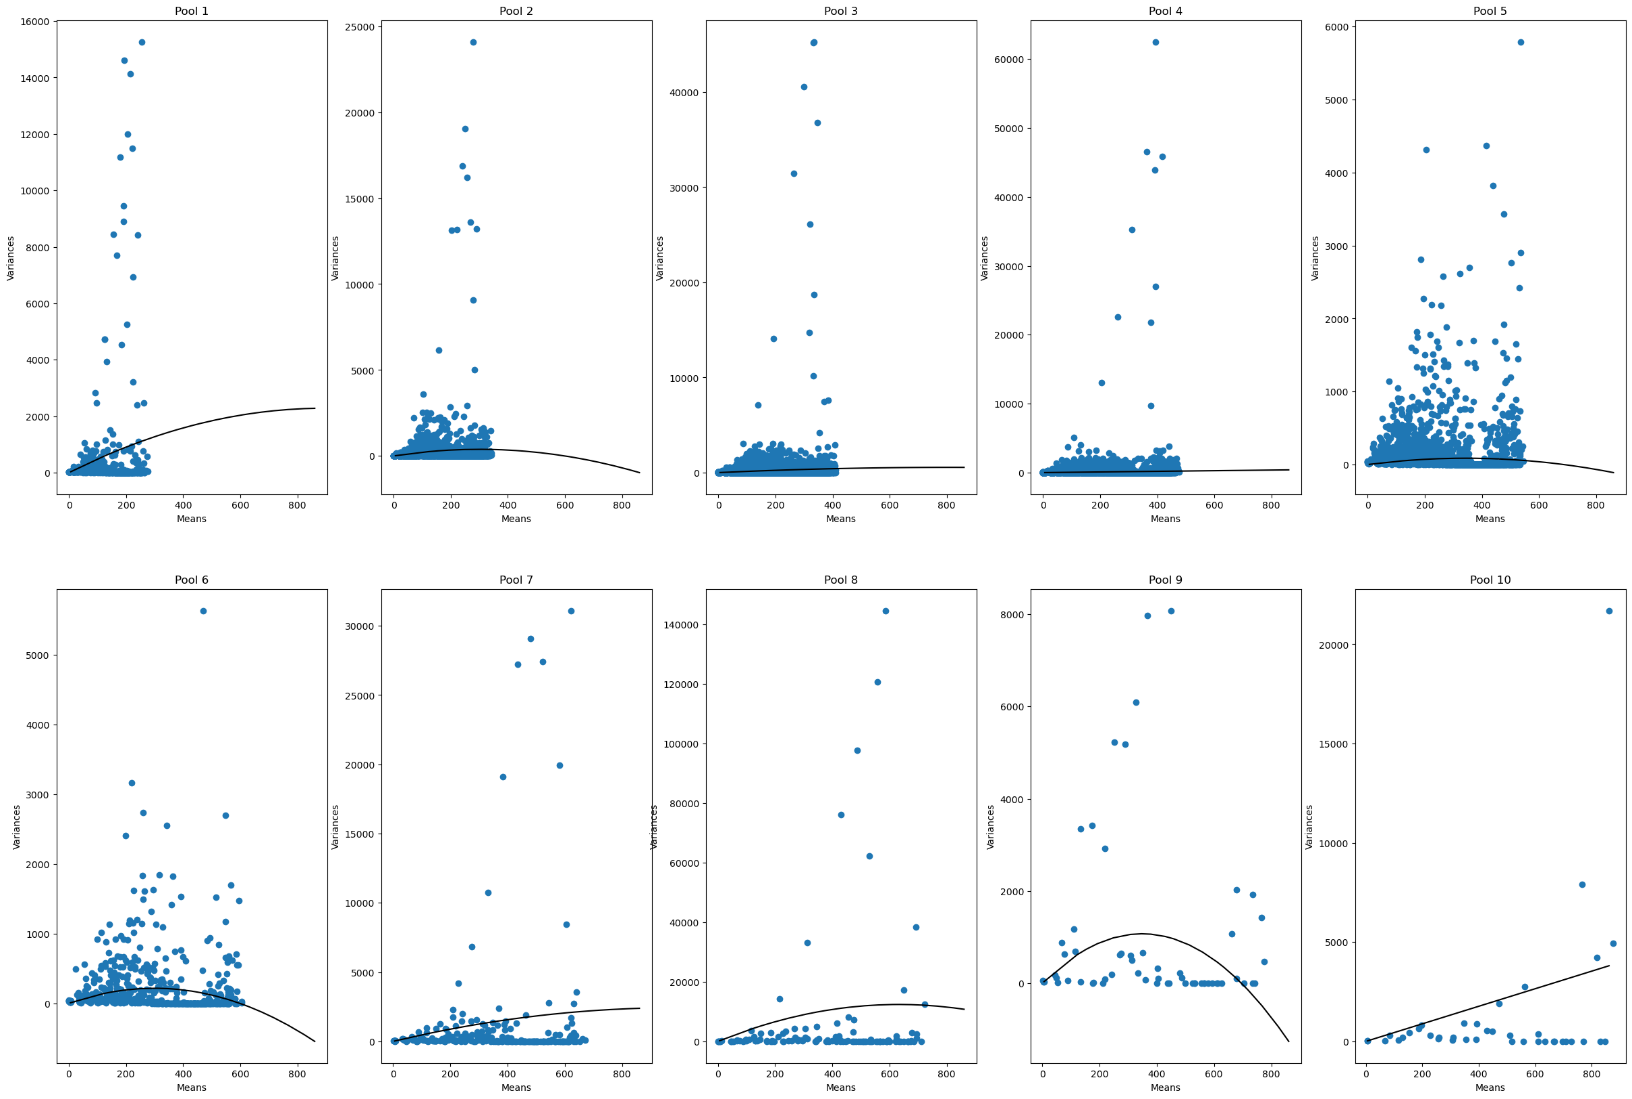 Pool 1
Variances
16000
14000
12000
10000
8000
6000
4000
2000
0
0 200 400 600 800
Means
Pool 2
Variances
25000
20000
15000
10000
5000
0
0 200 400 600 800
Means
Pool 3
Variances
40000
30000
20000
10000
0
0 200 400 600 800
Means
Pool 4
Variances
60000
50000
40000
30000
20000
10000
0
0 200 400 600 800
Means
Pool 5
Variances
6000
5000
4000
3000
2000
1000
0
0 200 400 600 800
Means
Pool 6
Variances
5000
4000
3000
2000
1000
0
0 200 400 600 800
Means
Pool 7
Variances
30000
25000
20000
15000
10000
5000
0
0 200 400 600 800
Means
Pool 8
Variances
140000
120000
100000
80000
60000
40000
20000
0
0 200 400 600 800
Means
Pool 9
Variances
8000
6000
4000
2000
0
0 200 400 600 800
Means
Pool 10
Variances
20000
15000
10000
5000
0
0 200 400 600 800
Means